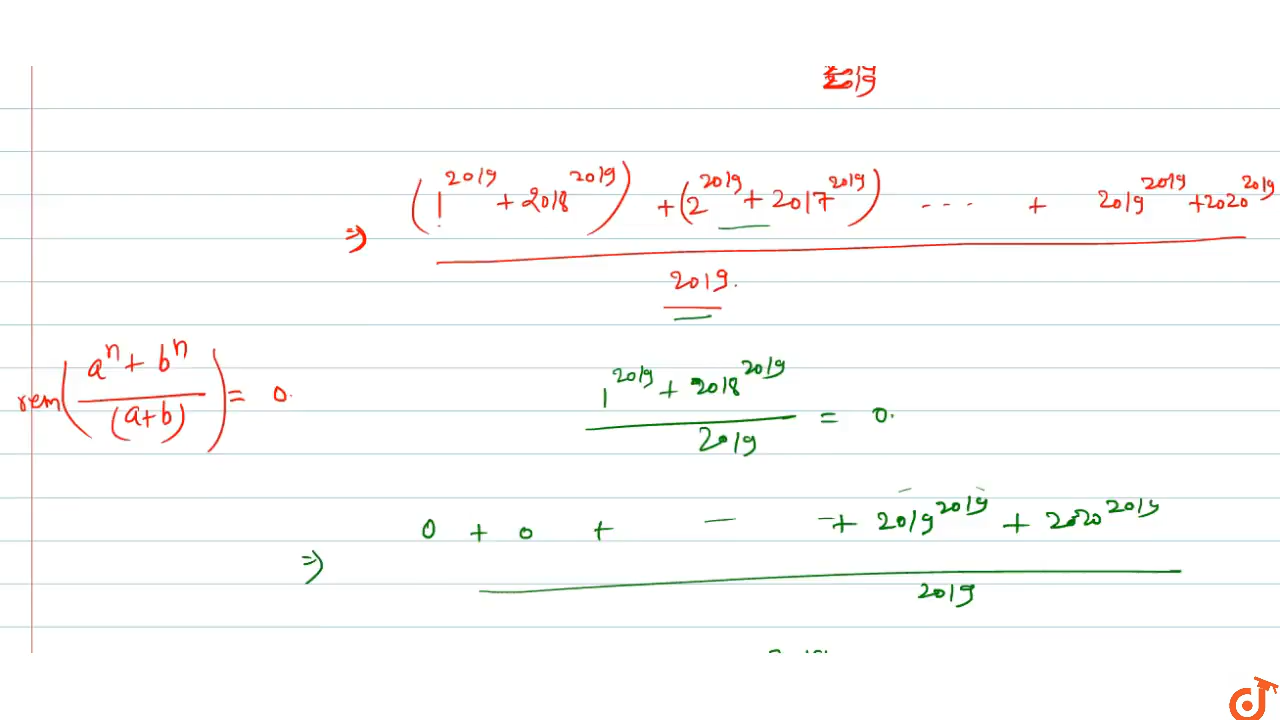 2019
⇒ (1^2019 + 2018^2019) + (2^2019 + 2017^2019) --- + 2019^2019 + 2020^2019
2019.
rem( a^n + b^n / (a+b) ) = 0.
1^2019 + 2018^2019 / 2019 = 0.
⇒ 0 + 0 + — — + 2019^2019 + 2020^2019
2019